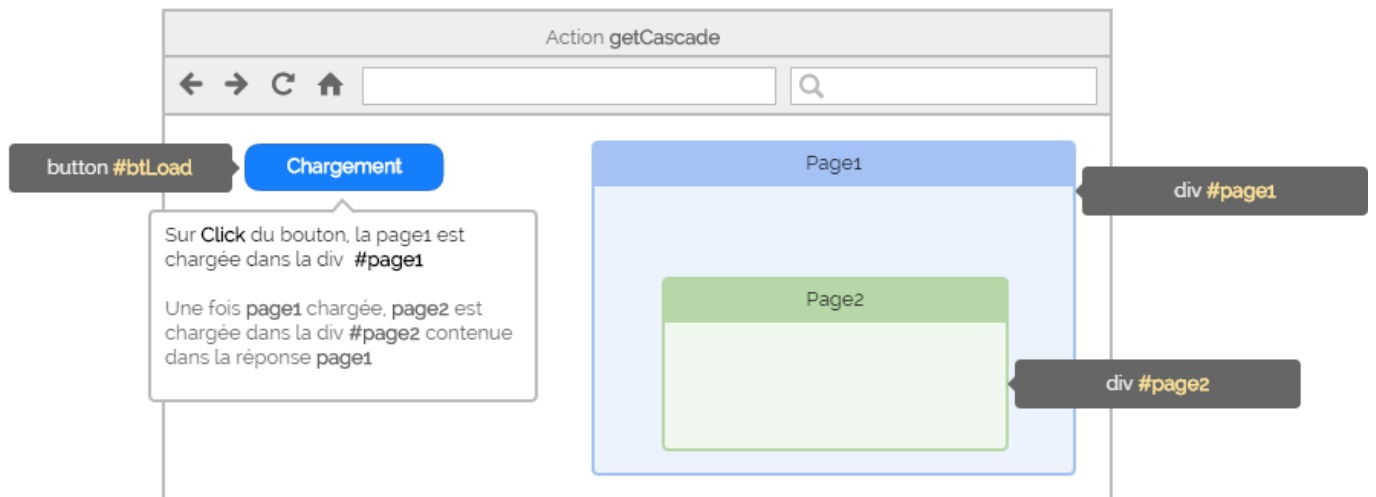 Action getCascade
button #btLoad
Chargement
Sur Click du bouton, la page1 est
chargée dans la div #page1
Une fois page1 chargée, page2 est
chargée dans la div #page2 contenue
dans la réponse page1
Page1
div #page1
Page2
div #page2